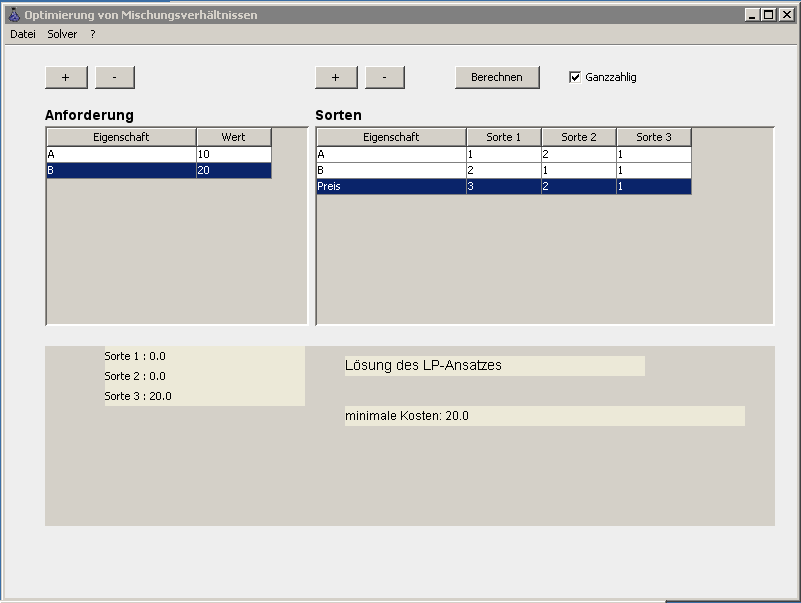 Optimierung von Mischungsverhältnissen
Datei Solver ?
+ - + - Berechnen Ganzzahlig
Anforderung Sorten
Eigenschaft Wert Eigenschaft Sorte 1 Sorte 2 Sorte 3
A 10 A 1 2 1
B 20 B 2 1 1
Preis 3 2 1
Sorte 1 : 0.0
Sorte 2 : 0.0
Sorte 3 : 20.0
Lösung des LP-Ansatzes
minimale Kosten: 20.0